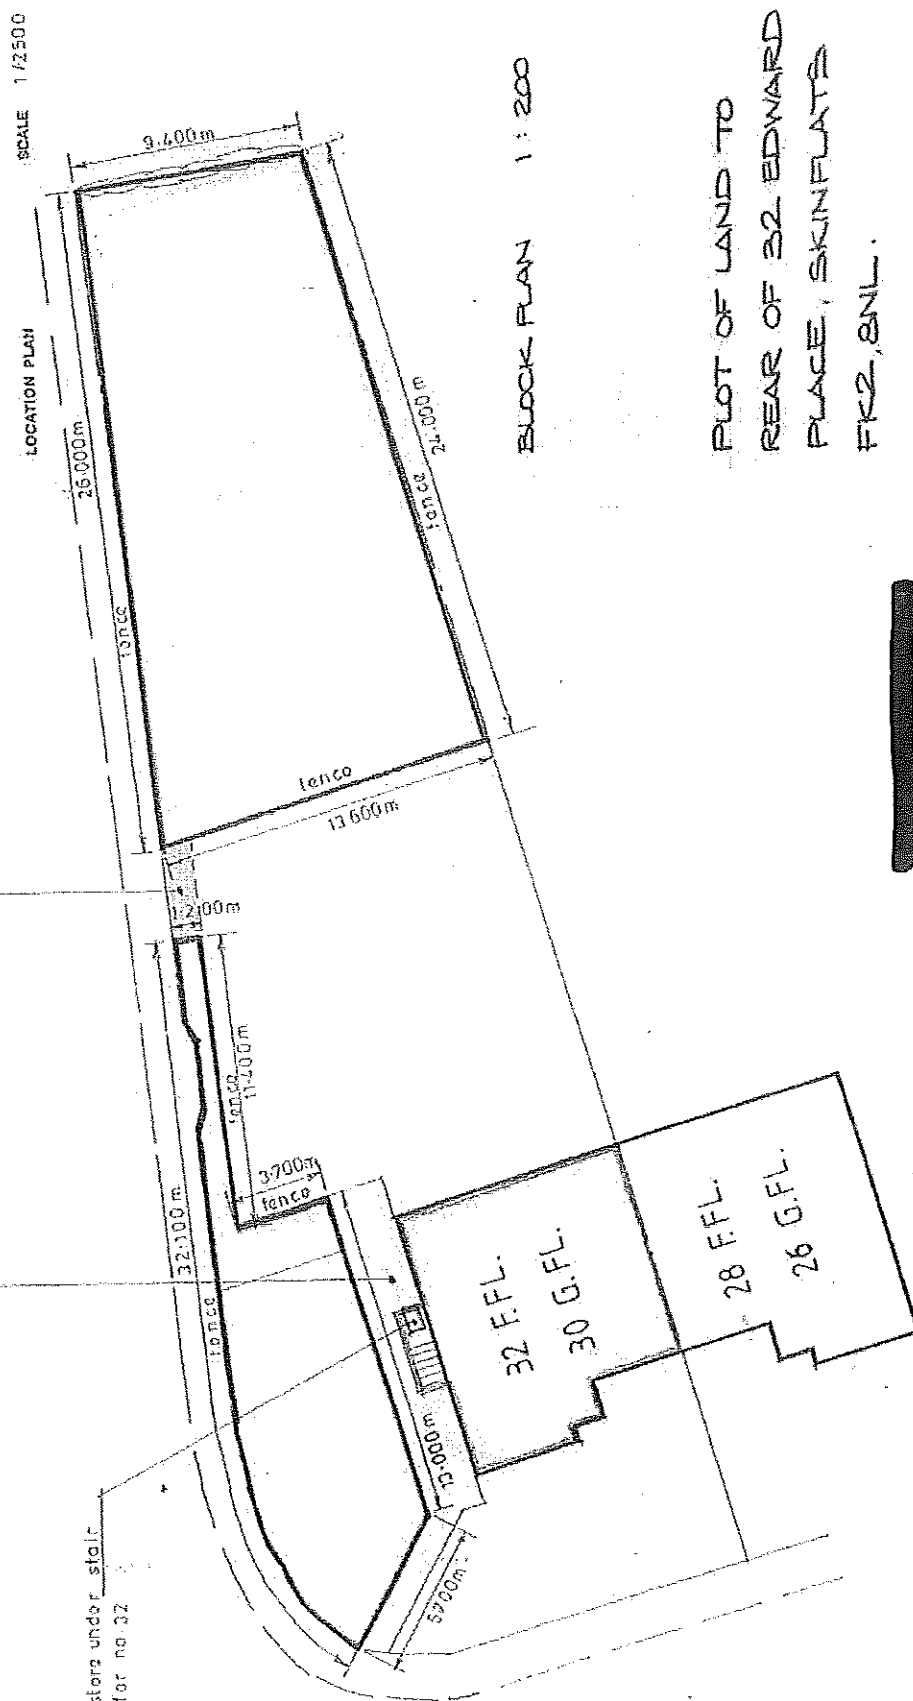 SCALE 1/2500
LOCATION PLAN
9·400m
26·000m
fence
fence
24·000m
fence
13·600m
1·2100m
32·100m
fence
fence
11·400m
3·700m
fence
13·000m
5·700m
store under stair
for no 32
32 F.FL.
30 G.FL.
28 F.FL.
26 G.FL.
BLOCK PLAN 1:200
PLOT OF LAND TO
REAR OF 32 EDWARD
PLACE, SKINFLATS
FK2, 8NL.